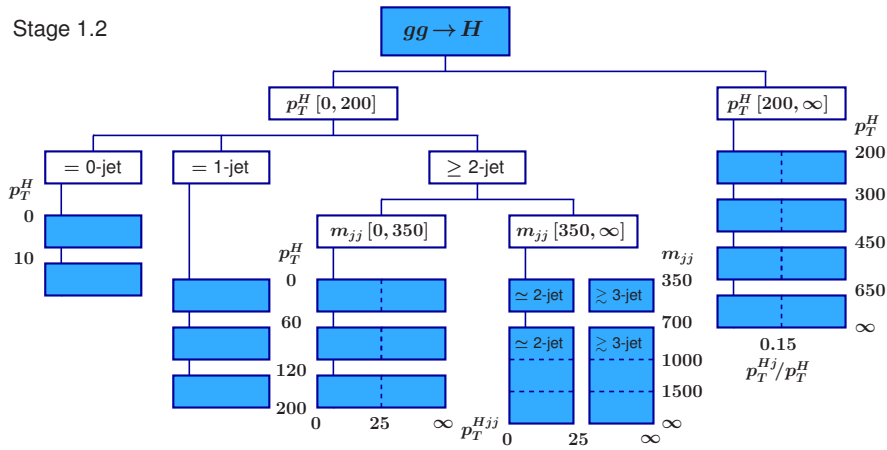 Stage 1.2
gg → H
p_T^H [0, 200]
p_T^H [200, ∞]
= 0-jet
= 1-jet
≥ 2-jet
p_T^H
0
10
m_jj [0, 350]
m_jj [350, ∞]
p_T^H
0
60
120
200
0 25 ∞
≃ 2-jet
≳ 3-jet
≃ 2-jet
≳ 3-jet
m_jj
350
700
1000
1500
∞
p_T^Hjj
0 25 ∞
p_T^H
200
300
450
650
∞
0.15
p_T^Hj/p_T^H